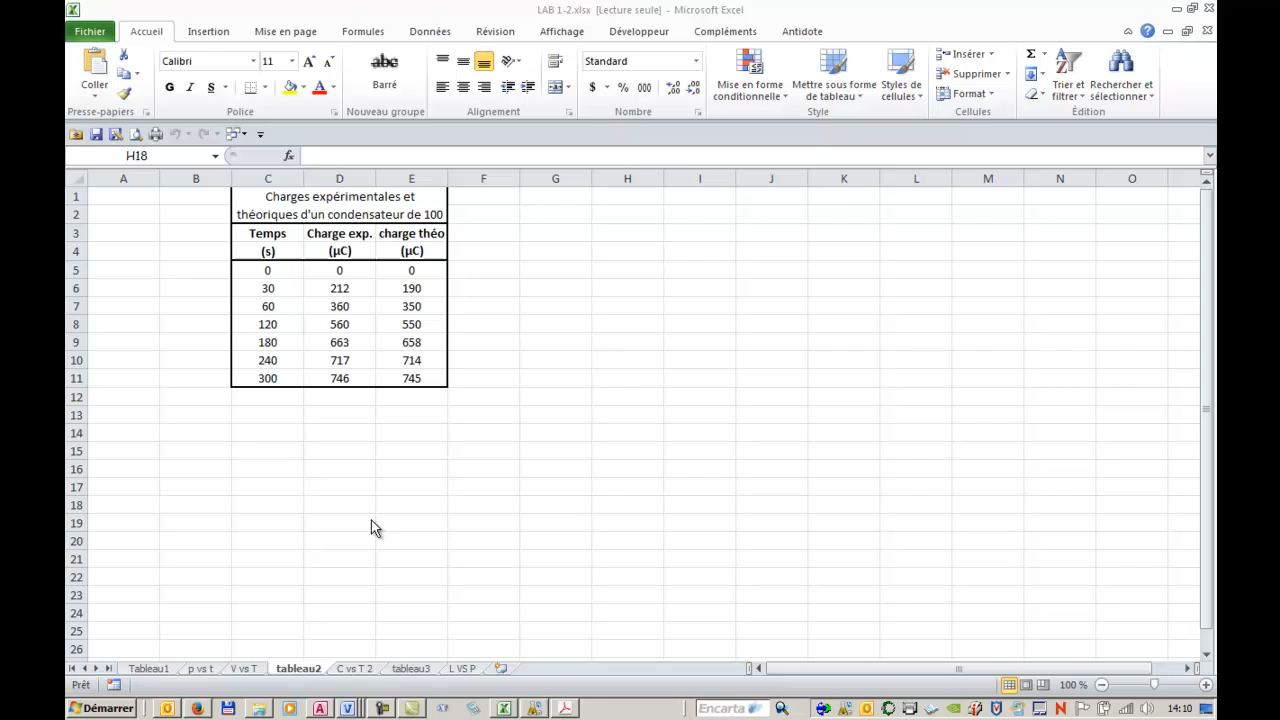 LAB 1-2.xlsx [Lecture seule] - Microsoft Excel
Fichier Accueil Insertion Mise en page Formules Données Révision Affichage Développeur Compléments Antidote
Calibri 11 Standard
Coller
G I S
abc
Barré
$ % 000
Mise en forme conditionnelle
Mettre sous forme de tableau
Styles de cellules
Insérer
Supprimer
Format
Σ
Trier et filtrer
Rechercher et sélectionner
Presse-papiers Police Nouveau groupe Alignement Nombre Style Cellules Édition
H18 fx
A B C D E F G H I J K L M N O
1 Charges expérimentales et
2 théoriques d'un condensateur de 100
3 Temps Charge exp. charge théo
4 (s) (µC) (µC)
5 0 0 0
6 30 212 190
7 60 360 350
8 120 560 550
9 180 663 658
10 240 717 714
11 300 746 745
12
13
14
15
16
17
18
19
20
21
22
23
24
25
26
Tableau1 p vs t V vs T tableau2 C vs T 2 tableau3 L VS P
Prêt 100 %
Démarrer Encarta 14:10